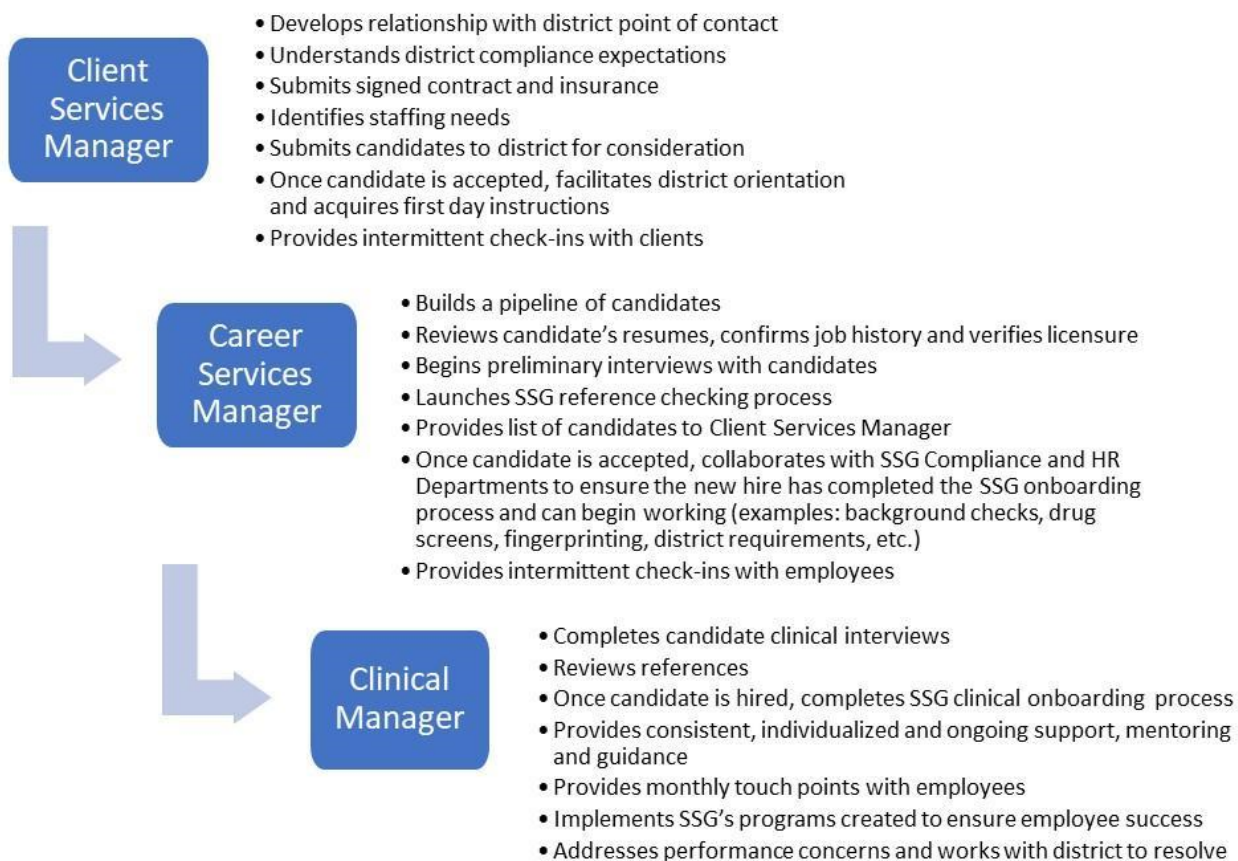 Client
Services
Manager
• Develops relationship with district point of contact
• Understands district compliance expectations
• Submits signed contract and insurance
• Identifies staffing needs
• Submits candidates to district for consideration
• Once candidate is accepted, facilitates district orientation
and acquires first day instructions
• Provides intermittent check-ins with clients
Career
Services
Manager
• Builds a pipeline of candidates
• Reviews candidate's resumes, confirms job history and verifies licensure
• Begins preliminary interviews with candidates
• Launches SSG reference checking process
• Provides list of candidates to Client Services Manager
• Once candidate is accepted, collaborates with SSG Compliance and HR
Departments to ensure the new hire has completed the SSG onboarding
process and can begin working (examples: background checks, drug
screens, fingerprinting, district requirements, etc.)
• Provides intermittent check-ins with employees
Clinical
Manager
• Completes candidate clinical interviews
• Reviews references
• Once candidate is hired, completes SSG clinical onboarding process
• Provides consistent, individualized and ongoing support, mentoring
and guidance
• Provides monthly touch points with employees
• Implements SSG's programs created to ensure employee success
• Addresses performance concerns and works with district to resolve